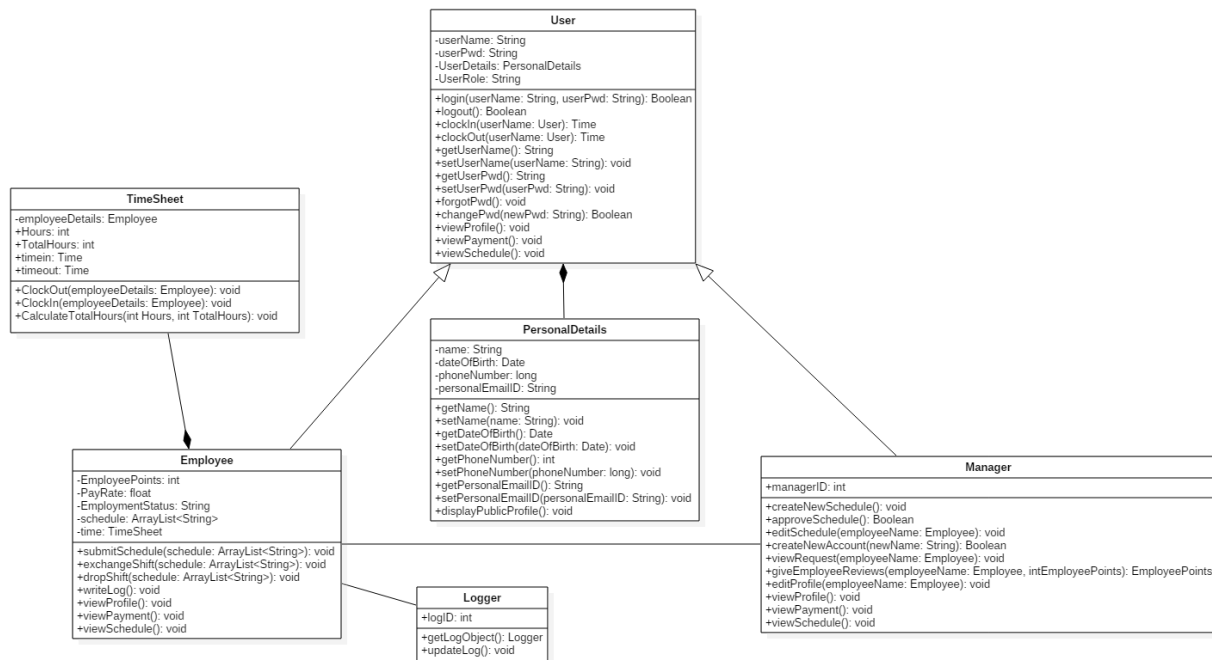 User
-userName: String
-userPwd: String
-UserDetails: PersonalDetails
-UserRole: String
+login(userName: String, userPwd: String): Boolean
+logout(): Boolean
+clockIn(userName: User): Time
+clockOut(userName: User): Time
+getUserName(): String
+setUserName(userName: String): void
+getUserPwd(): String
+setUserPwd(userPwd: String): void
+forgotPwd(): void
+changePwd(newPwd: String): Boolean
+viewProfile(): void
+viewPayment(): void
+viewSchedule(): void
TimeSheet
-employeeDetails: Employee
+Hours: int
+TotalHours: int
+timein: Time
+timeout: Time
+ClockOut(employeeDetails: Employee): void
+ClockIn(employeeDetails: Employee): void
+CalculateTotalHours(int Hours, int TotalHours): void
PersonalDetails
-name: String
-dateOfBirth: Date
-phoneNumber: long
-personalEmailID: String
+getName(): String
+setName(name: String): void
+getDateOfBirth(): Date
+setDateOfBirth(dateOfBirth: Date): void
+getPhoneNumber(): int
+setPhoneNumber(phoneNumber: long): void
+getPersonalEmailID(): String
+setPersonalEmailID(personalEmailID: String): void
+displayPublicProfile(): void
Employee
-EmployeePoints: int
-PayRate: float
-EmploymentStatus: String
-schedule: ArrayList<String>
-time: TimeSheet
+submitSchedule(schedule: ArrayList<String>): void
+exchangeShift(schedule: ArrayList<String>): void
+dropShift(schedule: ArrayList<String>): void
+writeLog(): void
+viewProfile(): void
+viewPayment(): void
+viewSchedule(): void
Manager
+managerID: int
+createNewSchedule(): void
+approveSchedule(): Boolean
+editSchedule(employeeName: Employee): void
+createNewAccount(newName: String): Boolean
+viewRequest(employeeName: Employee): void
+giveEmployeeReviews(employeeName: Employee, intEmployeePoints): EmployeePoints
+editProfile(employeeName: Employee): void
+viewProfile(): void
+viewPayment(): void
+viewSchedule(): void
Logger
+logID: int
+getLogObject(): Logger
+updateLog(): void